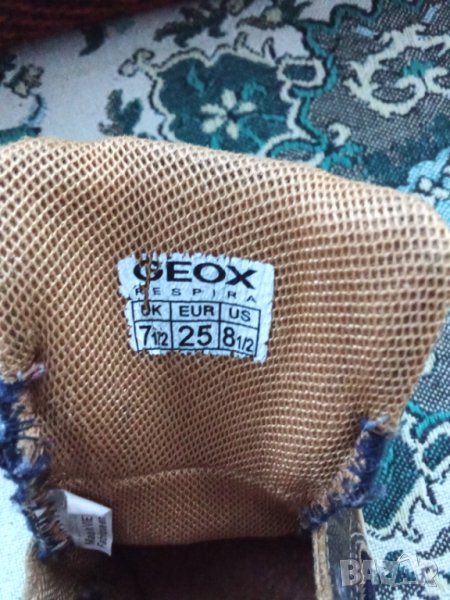 GEOX
RESPIRA
UK EUR US
7 1/2 25 8 1/2